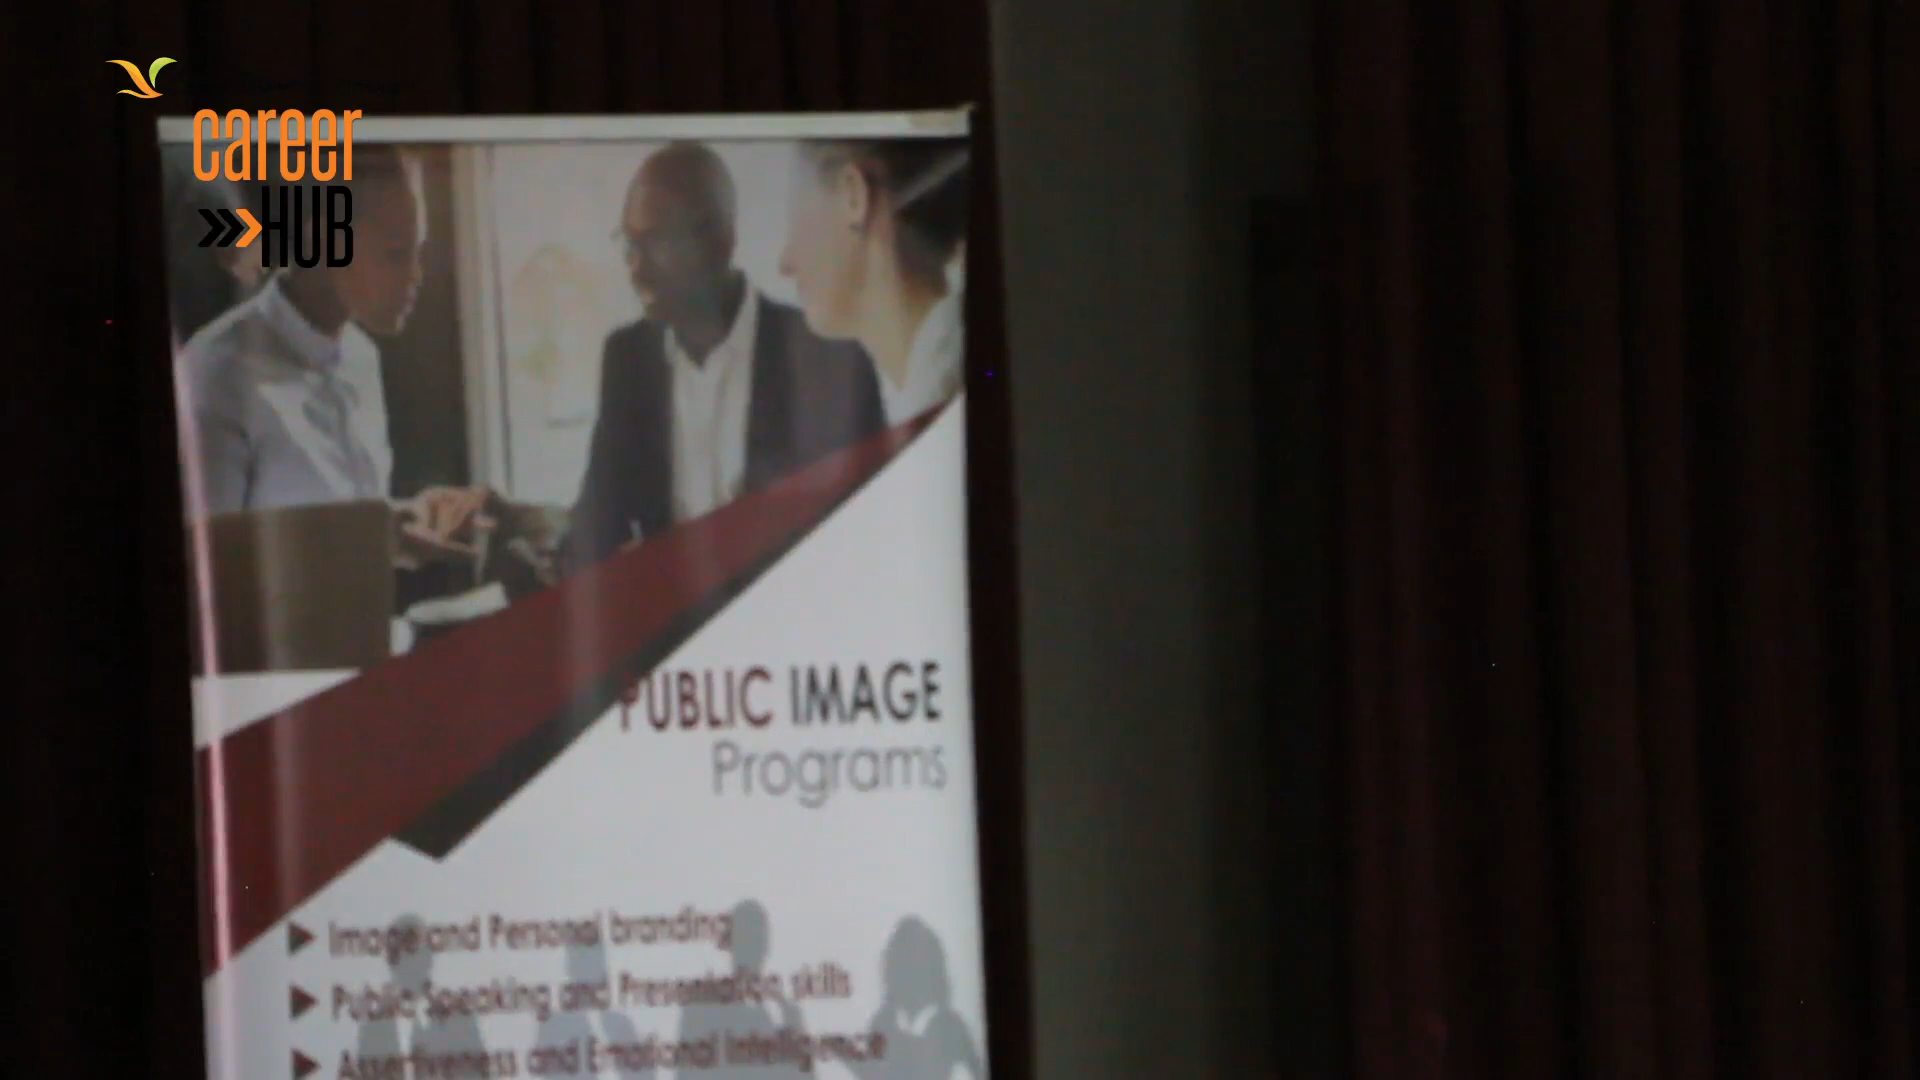 career
HUB
PUBLIC IMAGE
Programs
Image and Personal branding
Public Speaking and Presentation skills
Assertiveness and Emotional Intelligence